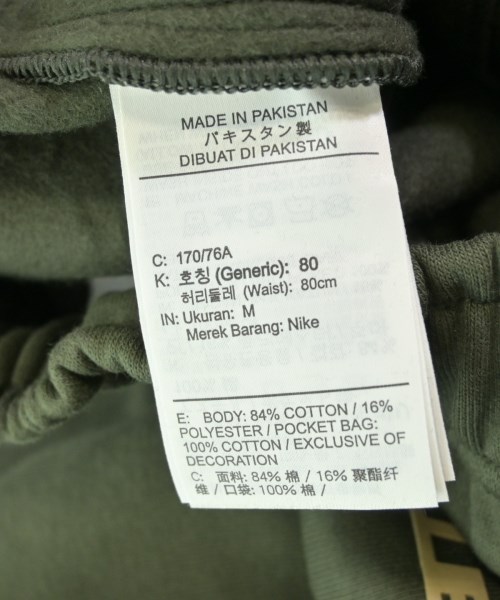 MADE IN PAKISTAN
パキスタン製
DIBUAT DI PAKISTAN
C: 170/76A
K: 호칭 (Generic): 80
허리둘레 (Waist): 80cm
IN: Ukuran: M
Merek Barang: Nike
E: BODY: 84% COTTON / 16%
POLYESTER / POCKET BAG:
100% COTTON / EXCLUSIVE OF
DECORATION
C: 面料: 84% 棉 / 16% 聚酯纤
维 / 口袋: 100% 棉 /